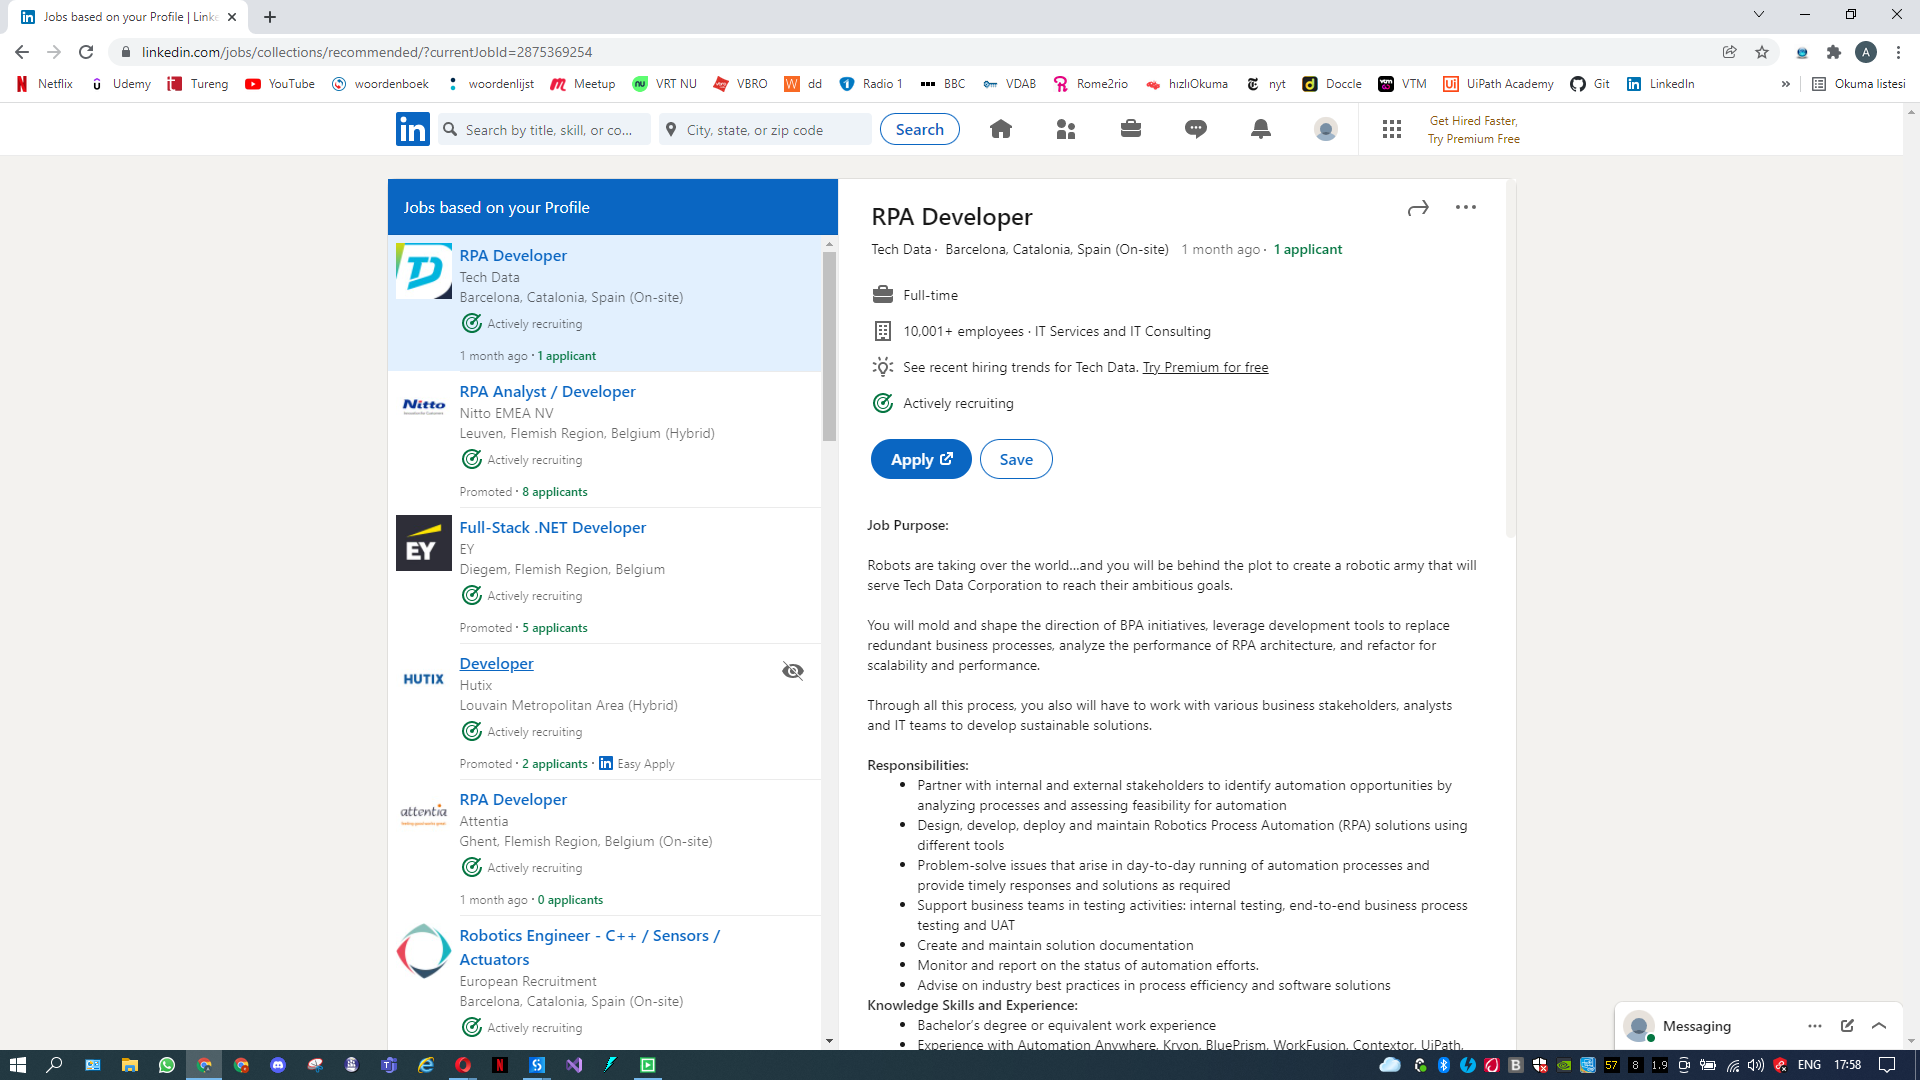 Jobs based on your Profile | Linke
linkedin.com/jobs/collections/recommended/?currentJobId=2875369254
A
Netflix
Udemy
Tureng
YouTube
woordenboek
woordenlijst
Meetup
VRT NU
VBRO
dd
Radio 1
BBC
VDAB
Rome2rio
hızlıOkuma
nyt
Doccle
VTM
UiPath Academy
Git
LinkedIn
»
Okuma listesi
in
Search by title, skill, or co...
City, state, or zip code
Search
Get Hired Faster,
Try Premium Free
Jobs based on your Profile
RPA Developer
Tech Data
Barcelona, Catalonia, Spain (On-site)
Actively recruiting
1 month ago · 1 applicant
Nitto
RPA Analyst / Developer
Nitto EMEA NV
Leuven, Flemish Region, Belgium (Hybrid)
Actively recruiting
Promoted · 8 applicants
EY
Full-Stack .NET Developer
EY
Diegem, Flemish Region, Belgium
Actively recruiting
Promoted · 5 applicants
HUTIX
Developer
Hutix
Louvain Metropolitan Area (Hybrid)
Actively recruiting
Promoted · 2 applicants · in Easy Apply
attentia
RPA Developer
Attentia
Ghent, Flemish Region, Belgium (On-site)
Actively recruiting
1 month ago · 0 applicants
Robotics Engineer - C++ / Sensors /
Actuators
European Recruitment
Barcelona, Catalonia, Spain (On-site)
Actively recruiting
RPA Developer
Tech Data · Barcelona, Catalonia, Spain (On-site) 1 month ago · 1 applicant
Full-time
10,001+ employees · IT Services and IT Consulting
See recent hiring trends for Tech Data. Try Premium for free
Actively recruiting
Apply
Save
Job Purpose:
Robots are taking over the world…and you will be behind the plot to create a robotic army that will
serve Tech Data Corporation to reach their ambitious goals.
You will mold and shape the direction of BPA initiatives, leverage development tools to replace
redundant business processes, analyze the performance of RPA architecture, and refactor for
scalability and performance.
Through all this process, you also will have to work with various business stakeholders, analysts
and IT teams to develop sustainable solutions.
Responsibilities:
• Partner with internal and external stakeholders to identify automation opportunities by
analyzing processes and assessing feasibility for automation
• Design, develop, deploy and maintain Robotics Process Automation (RPA) solutions using
different tools
• Problem-solve issues that arise in day-to-day running of automation processes and
provide timely responses and solutions as required
• Support business teams in testing activities: internal testing, end-to-end business process
testing and UAT
• Create and maintain solution documentation
• Monitor and report on the status of automation efforts.
• Advise on industry best practices in process efficiency and software solutions
Knowledge Skills and Experience:
• Bachelor's degree or equivalent work experience
• Experience with Automation Anywhere, Kryon, BluePrism, WorkFusion, Contextor, UiPath,
Messaging
57
8
1.9
ENG
17:58